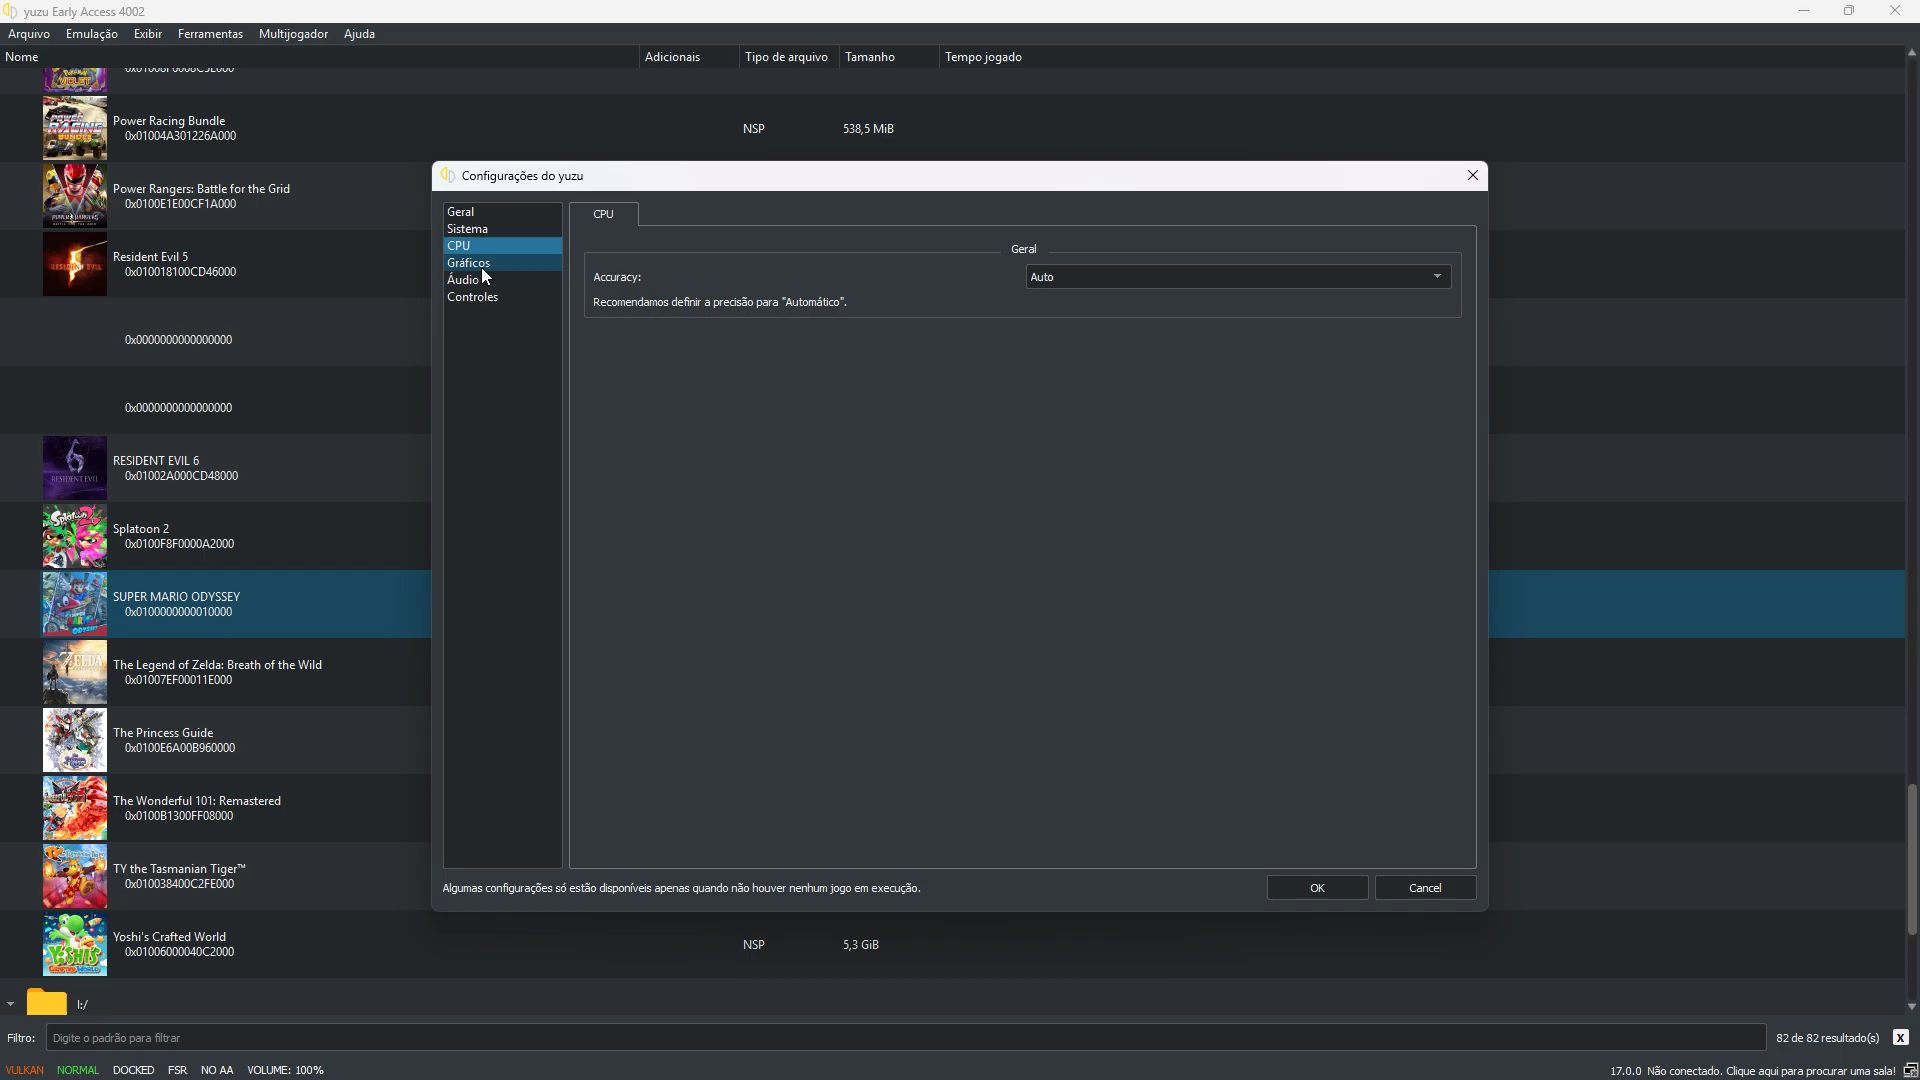 yuzu Early Access 4002
Arquivo Emulação Exibir Ferramentas Multijogador Ajuda
Nome Adicionais Tipo de arquivo Tamanho Tempo jogado
Power Racing Bundle
0x01004A301226A000 NSP 538,5 MiB
Power Rangers: Battle for the Grid
0x0100E1E00CF1A000
Resident Evil 5
0x010018100CD46000
0x0000000000000000
0x0000000000000000
RESIDENT EVIL 6
0x01002A000CD48000
Splatoon 2
0x0100F8F0000A2000
SUPER MARIO ODYSSEY
0x0100000000010000
The Legend of Zelda: Breath of the Wild
0x01007EF00011E000
The Princess Guide
0x0100E6A00B960000
The Wonderful 101: Remastered
0x0100B1300FF08000
TY the Tasmanian Tiger™
0x010038400C2FE000
Yoshi's Crafted World
0x01006000040C2000 NSP 5,3 GiB
I:/
Configurações do yuzu
Geral
Sistema
CPU
Gráficos
Áudio
Controles
CPU
Geral
Accuracy: Auto
Recomendamos definir a precisão para "Automático".
Algumas configurações só estão disponíveis apenas quando não houver nenhum jogo em execução. OK Cancel
Filtro: Digite o padrão para filtrar 82 de 82 resultado(s) X
VULKAN NORMAL DOCKED FSR NO AA VOLUME: 100% 17.0.0 Não conectado. Clique aqui para procurar uma sala!